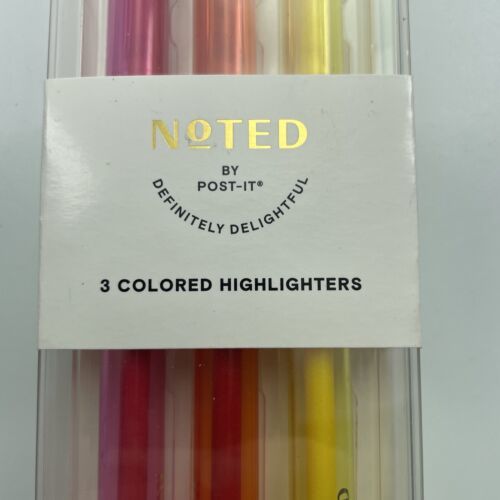 NoTED
BY
POST-IT®
DEFINITELY DELIGHTFUL
3 COLORED HIGHLIGHTERS